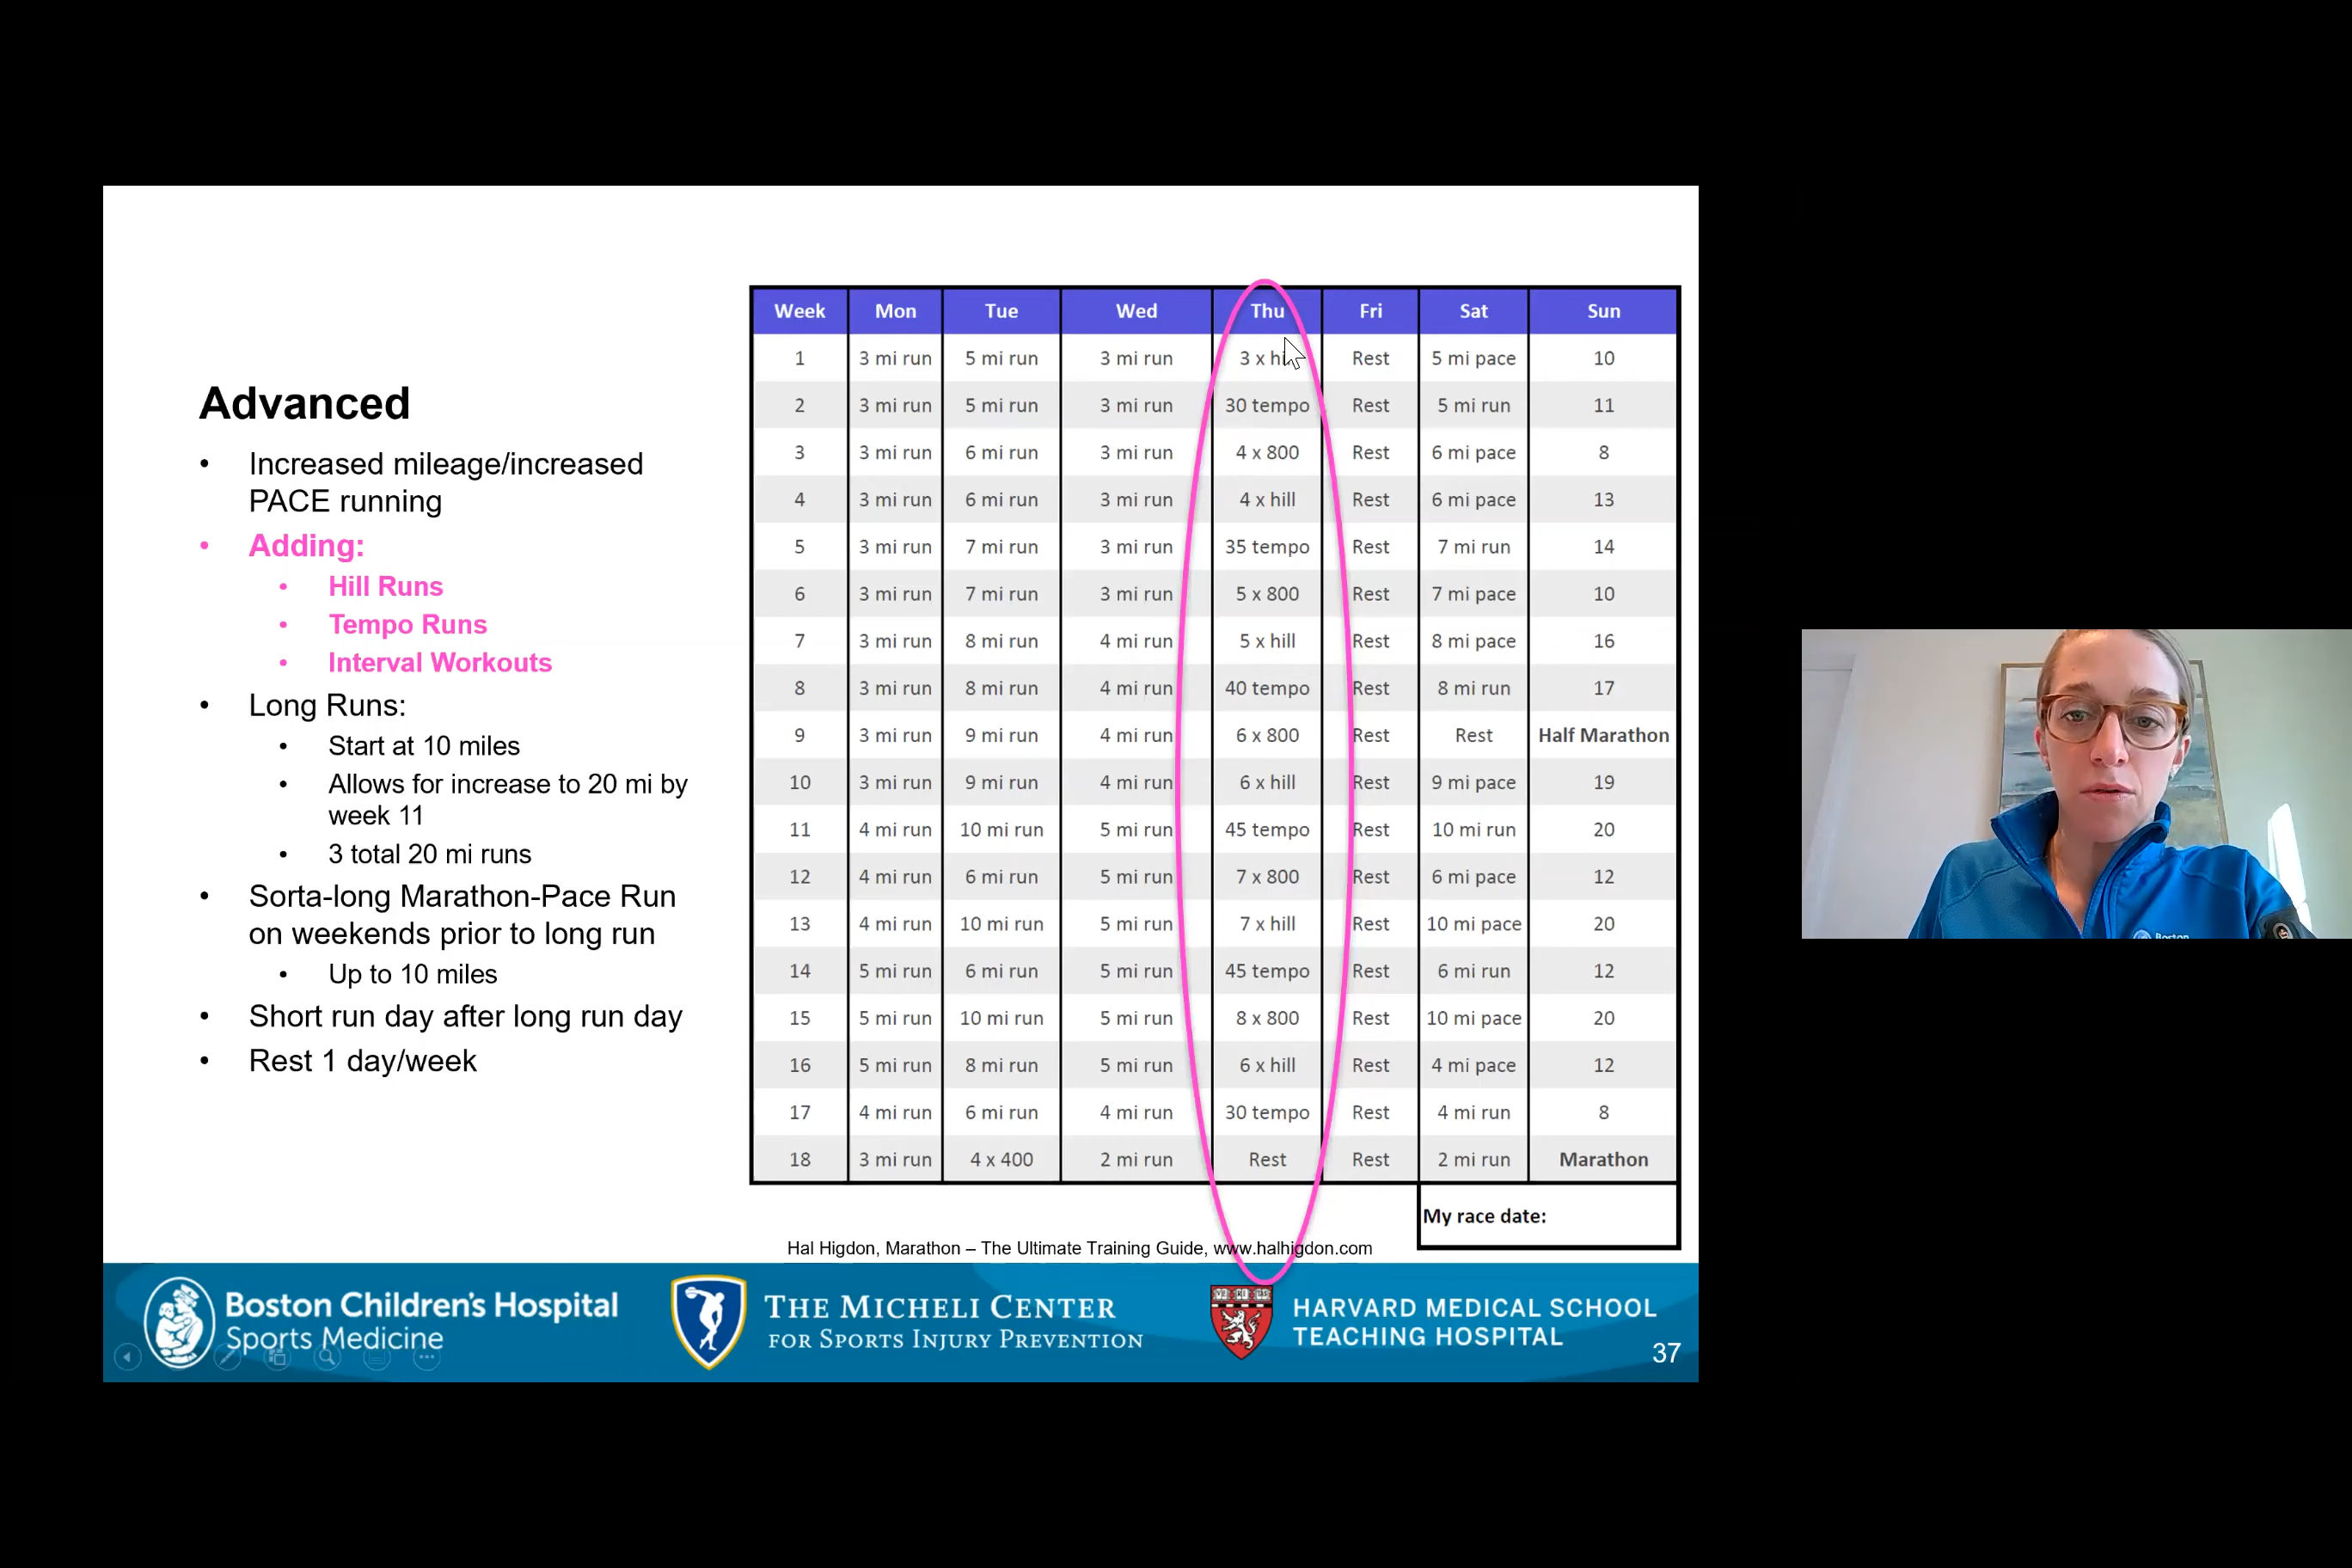 Advanced
• Increased mileage/increased
PACE running
• Adding:
• Hill Runs
• Tempo Runs
• Interval Workouts
• Long Runs:
• Start at 10 miles
• Allows for increase to 20 mi by
week 11
• 3 total 20 mi runs
• Sorta-long Marathon-Pace Run
on weekends prior to long run
• Up to 10 miles
• Short run day after long run day
• Rest 1 day/week
Week Mon Tue Wed Thu Fri Sat Sun
1 3 mi run 5 mi run 3 mi run 3 x Rest 5 mi pace 10
2 3 mi run 5 mi run 3 mi run 30 tempo Rest 5 mi run 11
3 3 mi run 6 mi run 3 mi run 4 x 800 Rest 6 mi pace 8
4 3 mi run 6 mi run 3 mi run 4 x hill Rest 6 mi pace 13
5 3 mi run 7 mi run 3 mi run 35 tempo Rest 7 mi run 14
6 3 mi run 7 mi run 3 mi run 5 x 800 Rest 7 mi pace 10
7 3 mi run 8 mi run 4 mi run 5 x hill Rest 8 mi pace 16
8 3 mi run 8 mi run 4 mi run 40 tempo Rest 8 mi run 17
9 3 mi run 9 mi run 4 mi run 6 x 800 Rest Rest Half Marathon
10 3 mi run 9 mi run 4 mi run 6 x hill Rest 9 mi pace 19
11 4 mi run 10 mi run 5 mi run 45 tempo Rest 10 mi run 20
12 4 mi run 6 mi run 5 mi run 7 x 800 Rest 6 mi pace 12
13 4 mi run 10 mi run 5 mi run 7 x hill Rest 10 mi pace 20
14 5 mi run 6 mi run 5 mi run 45 tempo Rest 6 mi run 12
15 5 mi run 10 mi run 5 mi run 8 x 800 Rest 10 mi pace 20
16 5 mi run 8 mi run 5 mi run 6 x hill Rest 4 mi pace 12
17 4 mi run 6 mi run 4 mi run 30 tempo Rest 4 mi run 8
18 3 mi run 4 x 400 2 mi run Rest Rest 2 mi run Marathon
My race date:
Hal Higdon, Marathon – The Ultimate Training Guide, www.halhigdon.com
Boston Children's Hospital
Sports Medicine
THE MICHELI CENTER
FOR SPORTS INJURY PREVENTION
HARVARD MEDICAL SCHOOL
TEACHING HOSPITAL
37
Boston